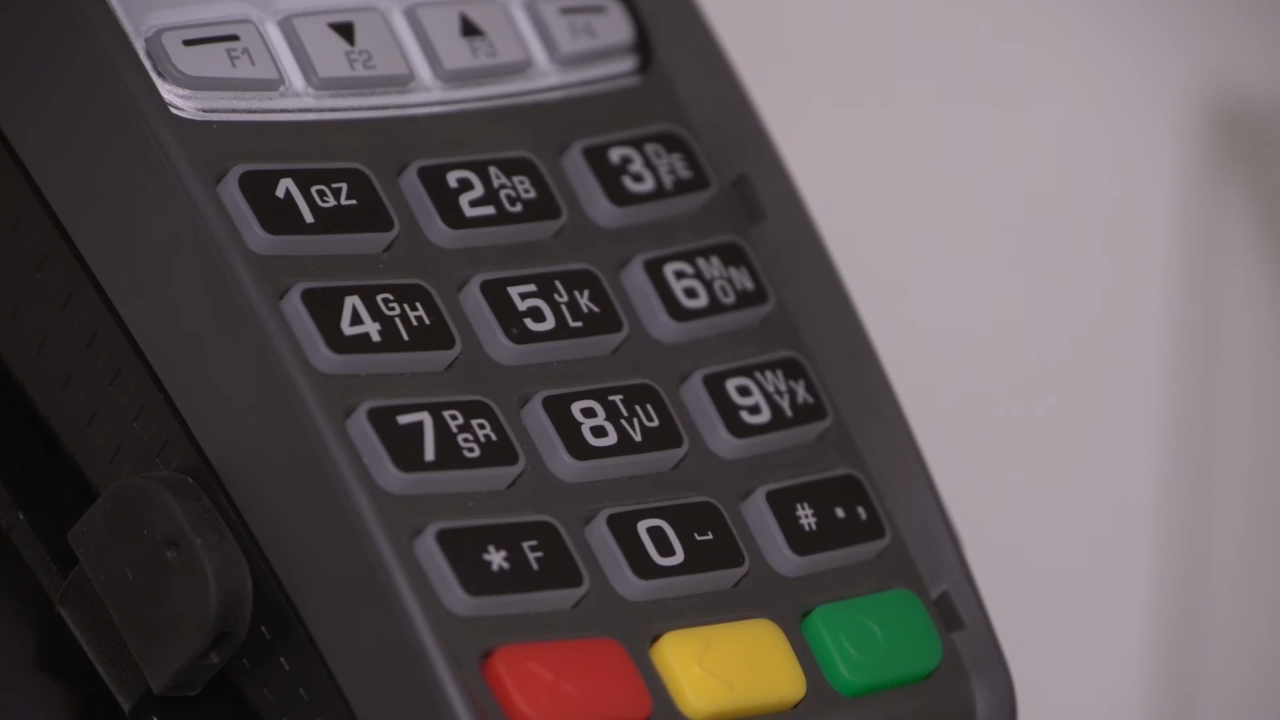 F1 F2 F3 F4
1 QZ 2 ABC 3 DEF
4 GHI 5 JKL 6 MNO
7 PRS 8 TUV 9 WXY
* F 0 ⎵ # . ,